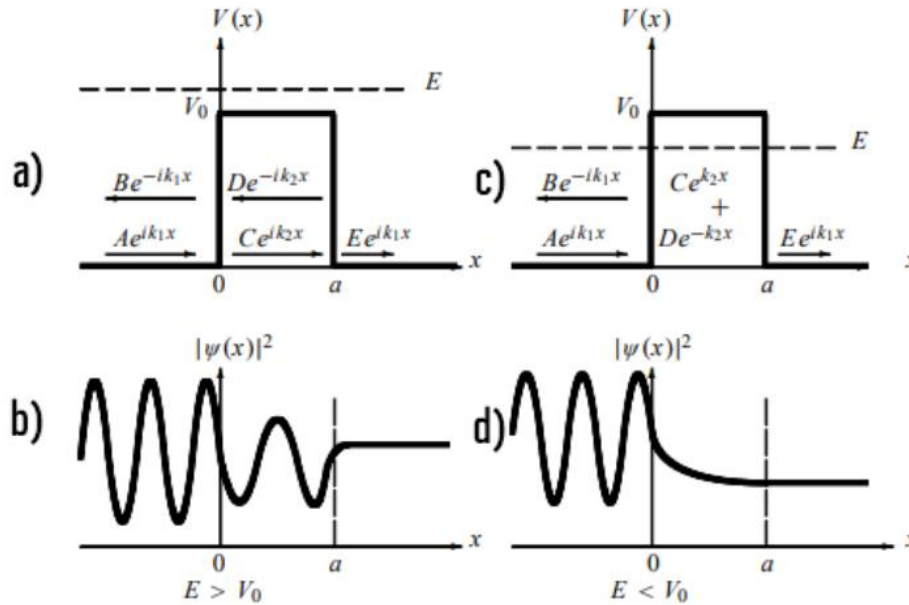 a)
V(x)
E
V₀
Be^{-ik₁x} De^{-ik₂x}
Ae^{ik₁x} Ce^{ik₂x} Ee^{ik₁x}
x
0 a
c)
V(x)
V₀
E
Be^{-ik₁x} Ce^{k₂x}
+
Ae^{ik₁x} De^{-k₂x} Ee^{ik₁x}
0 a
b)
|ψ(x)|²
x
0 a
E > V₀
d)
|ψ(x)|²
0 a
E < V₀